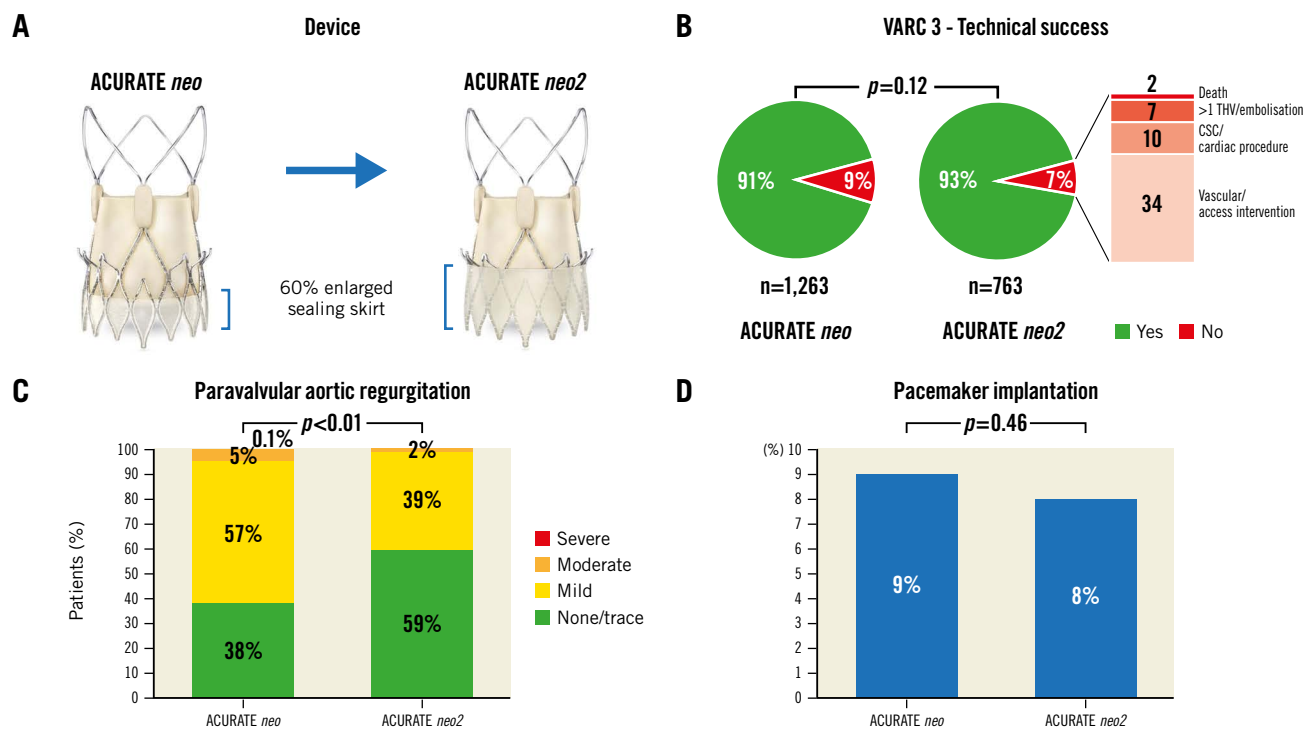 A
Device
ACURATE neo
ACURATE neo2
60% enlarged
sealing skirt
B
VARC 3 - Technical success
p=0.12
91%
9%
93%
7%
2
Death
7
>1 THV/embolisation
10
CSC/
cardiac procedure
34
Vascular/
access intervention
n=1,263
n=763
ACURATE neo
ACURATE neo2
Yes
No
C
Paravalvular aortic regurgitation
p<0.01
0.1%
5%
2%
57%
39%
38%
59%
Patients (%)
100
90
80
70
60
50
40
30
20
10
0
ACURATE neo
ACURATE neo2
Severe
Moderate
Mild
None/trace
D
Pacemaker implantation
p=0.46
(%) 10
9
8
7
6
5
4
3
2
1
0
9%
8%
ACURATE neo
ACURATE neo2